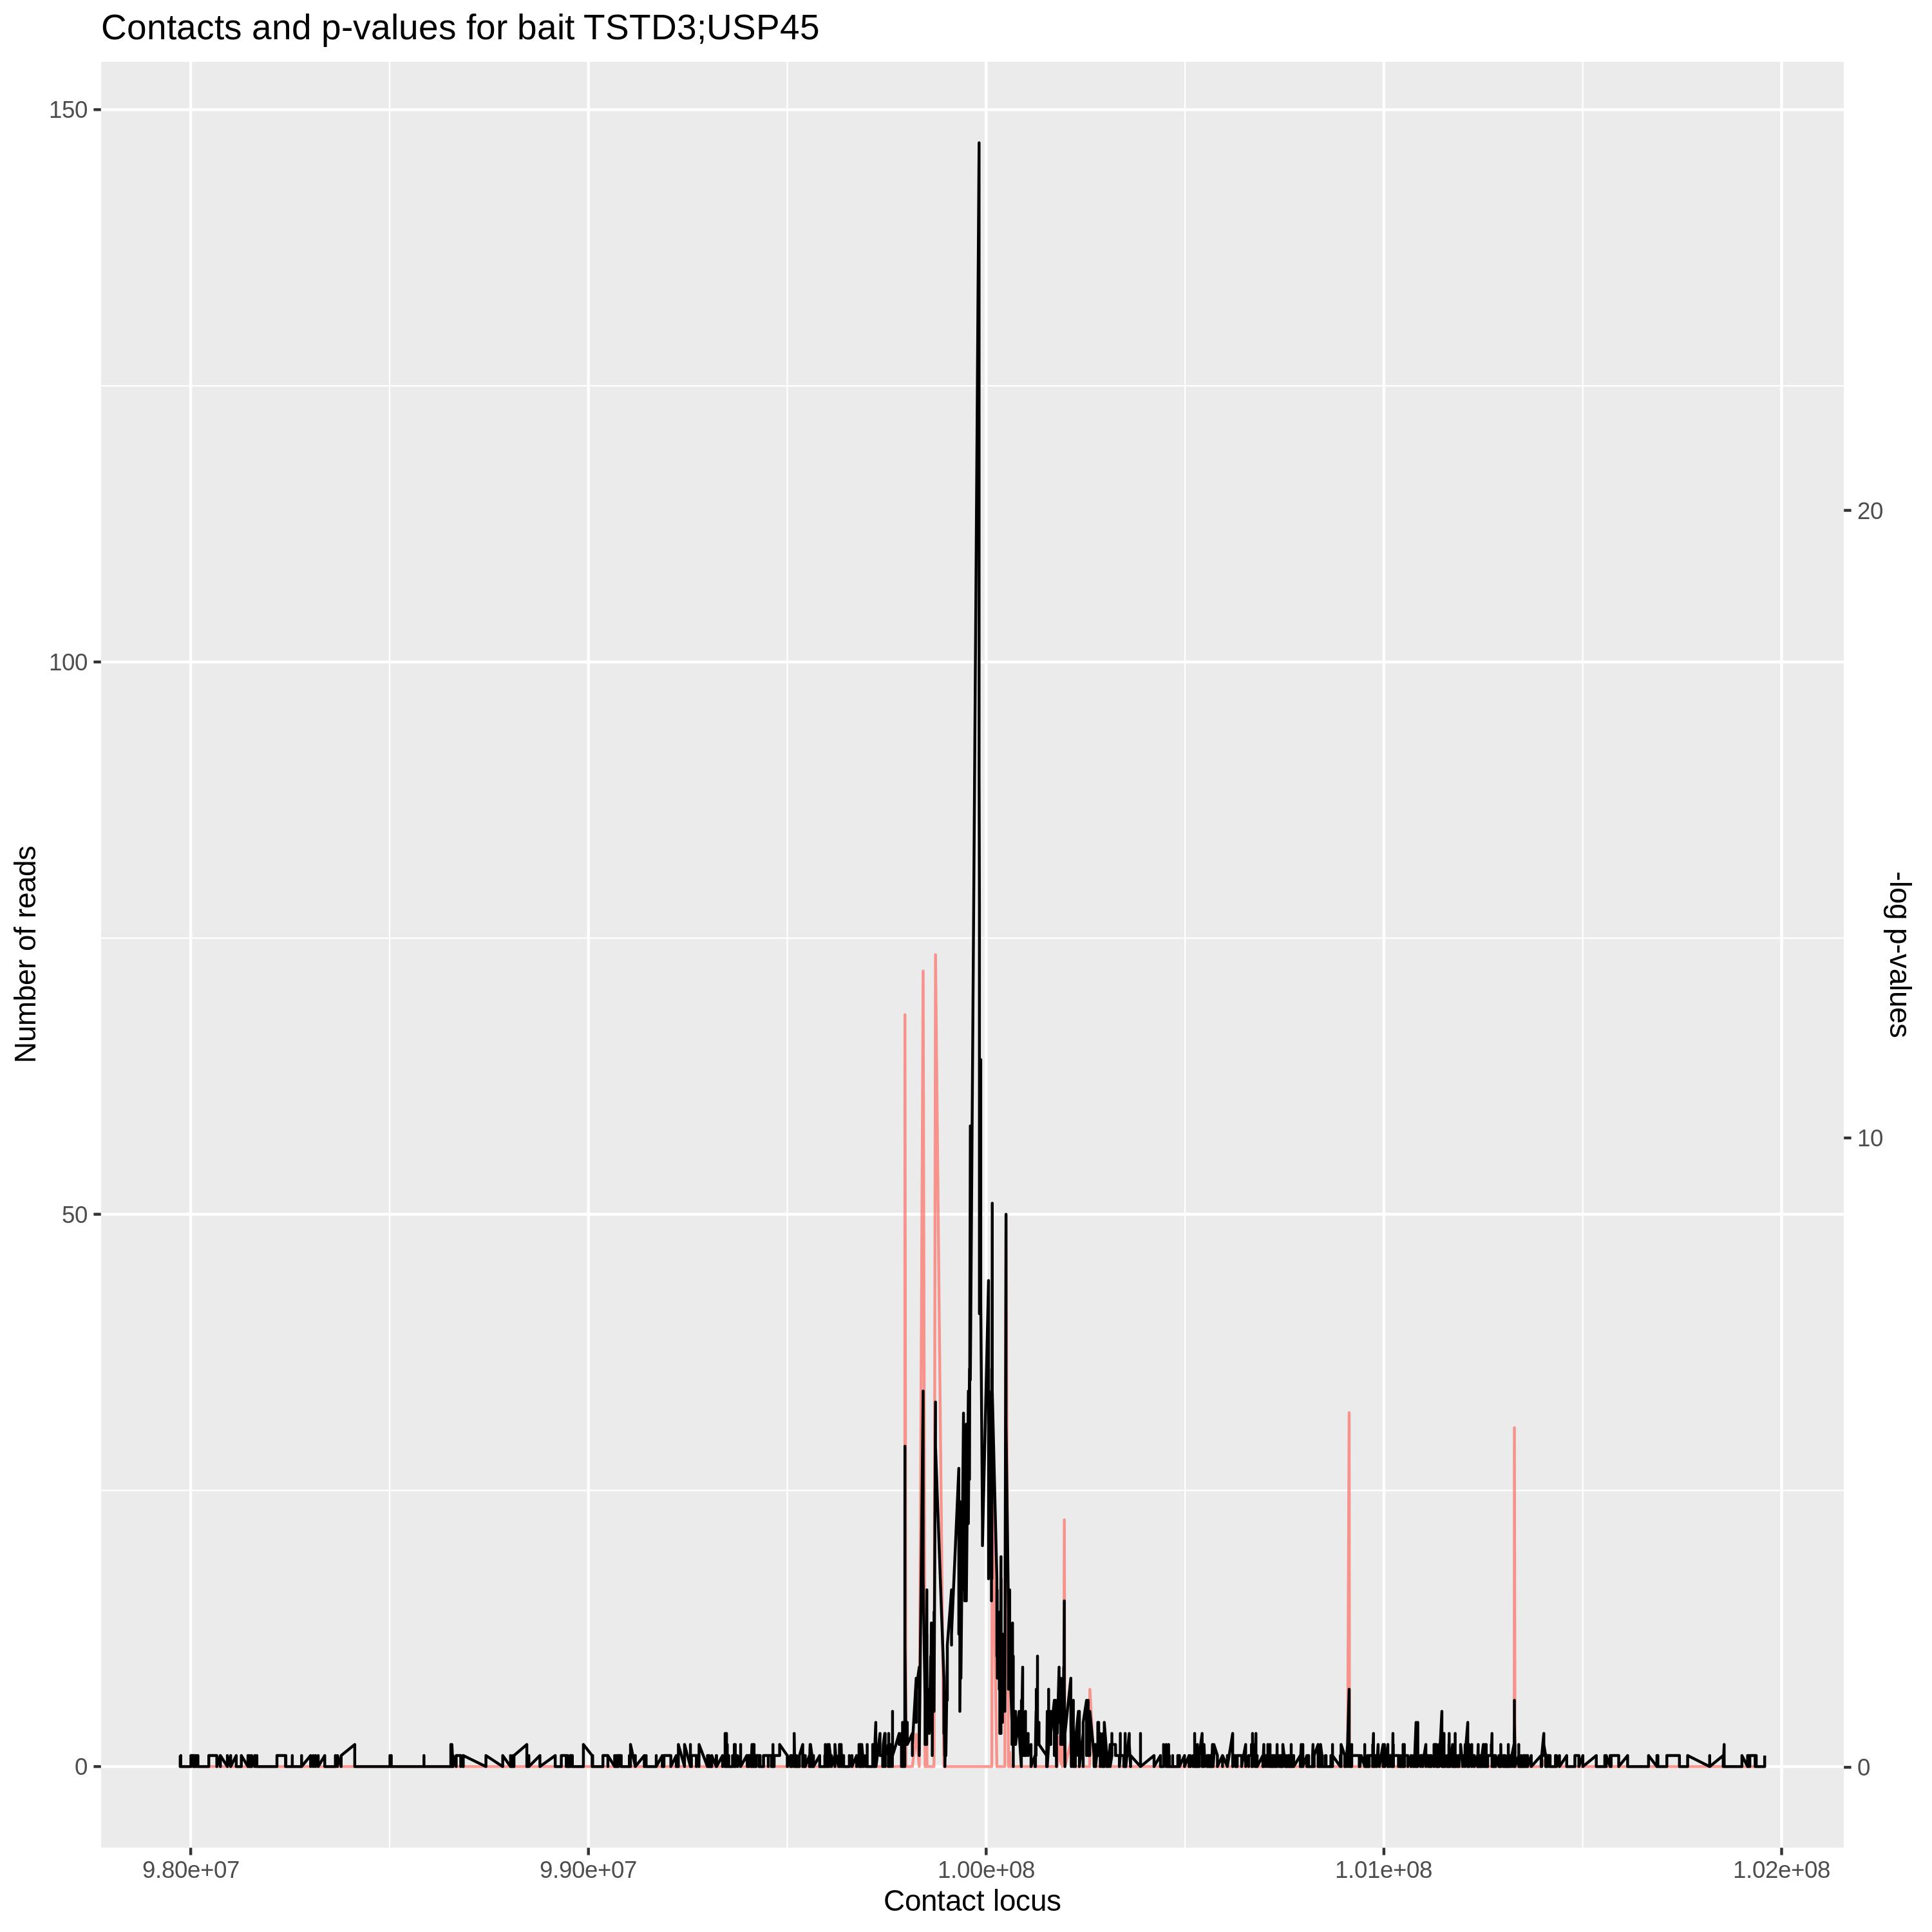 Contacts and p-values for bait TSTD3;USP45
150
100
50
0
Number of reads
20
10
0
-log p-values
9.80e+07
9.90e+07
1.00e+08
1.01e+08
1.02e+08
Contact locus